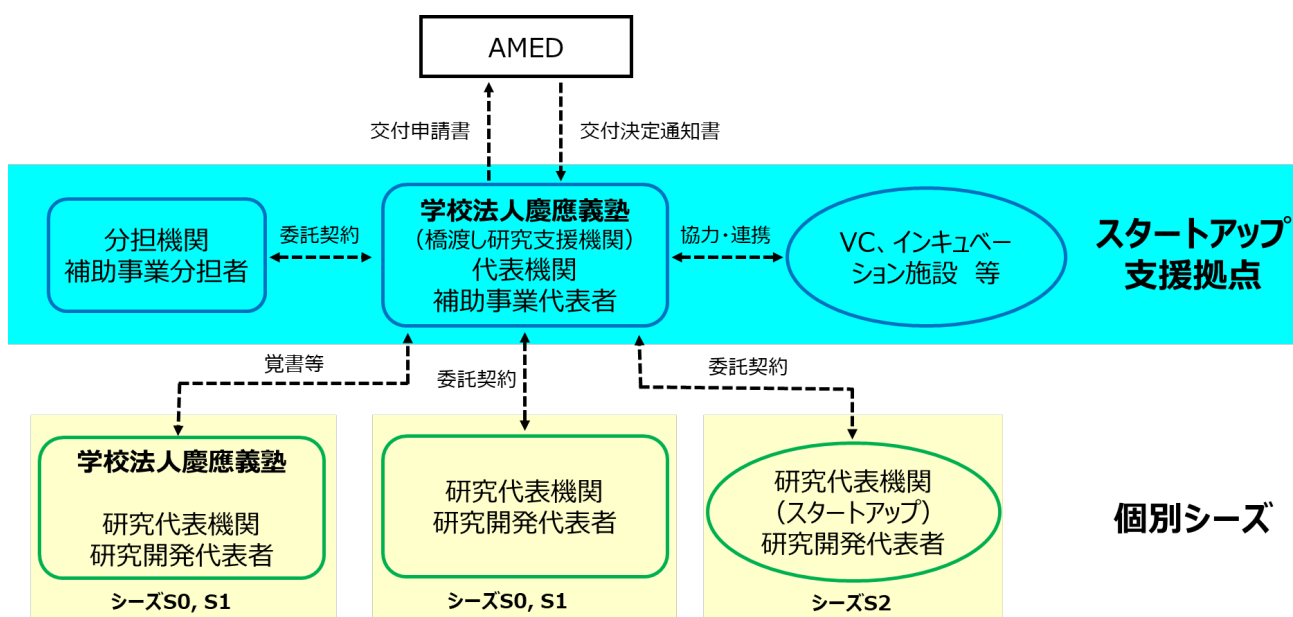 AMED
交付申請書
交付決定通知書
分担機関
補助事業分担者
委託契約
学校法人慶應義塾
（橋渡し研究支援機関）
代表機関
補助事業代表者
協力・連携
VC、インキュベー
ション施設　等
スタートアップ
支援拠点
覚書等
委託契約
委託契約
学校法人慶應義塾
研究代表機関
研究開発代表者
シーズS0, S1
研究代表機関
研究開発代表者
シーズS0, S1
研究代表機関
（スタートアップ）
研究開発代表者
シーズS2
個別シーズ